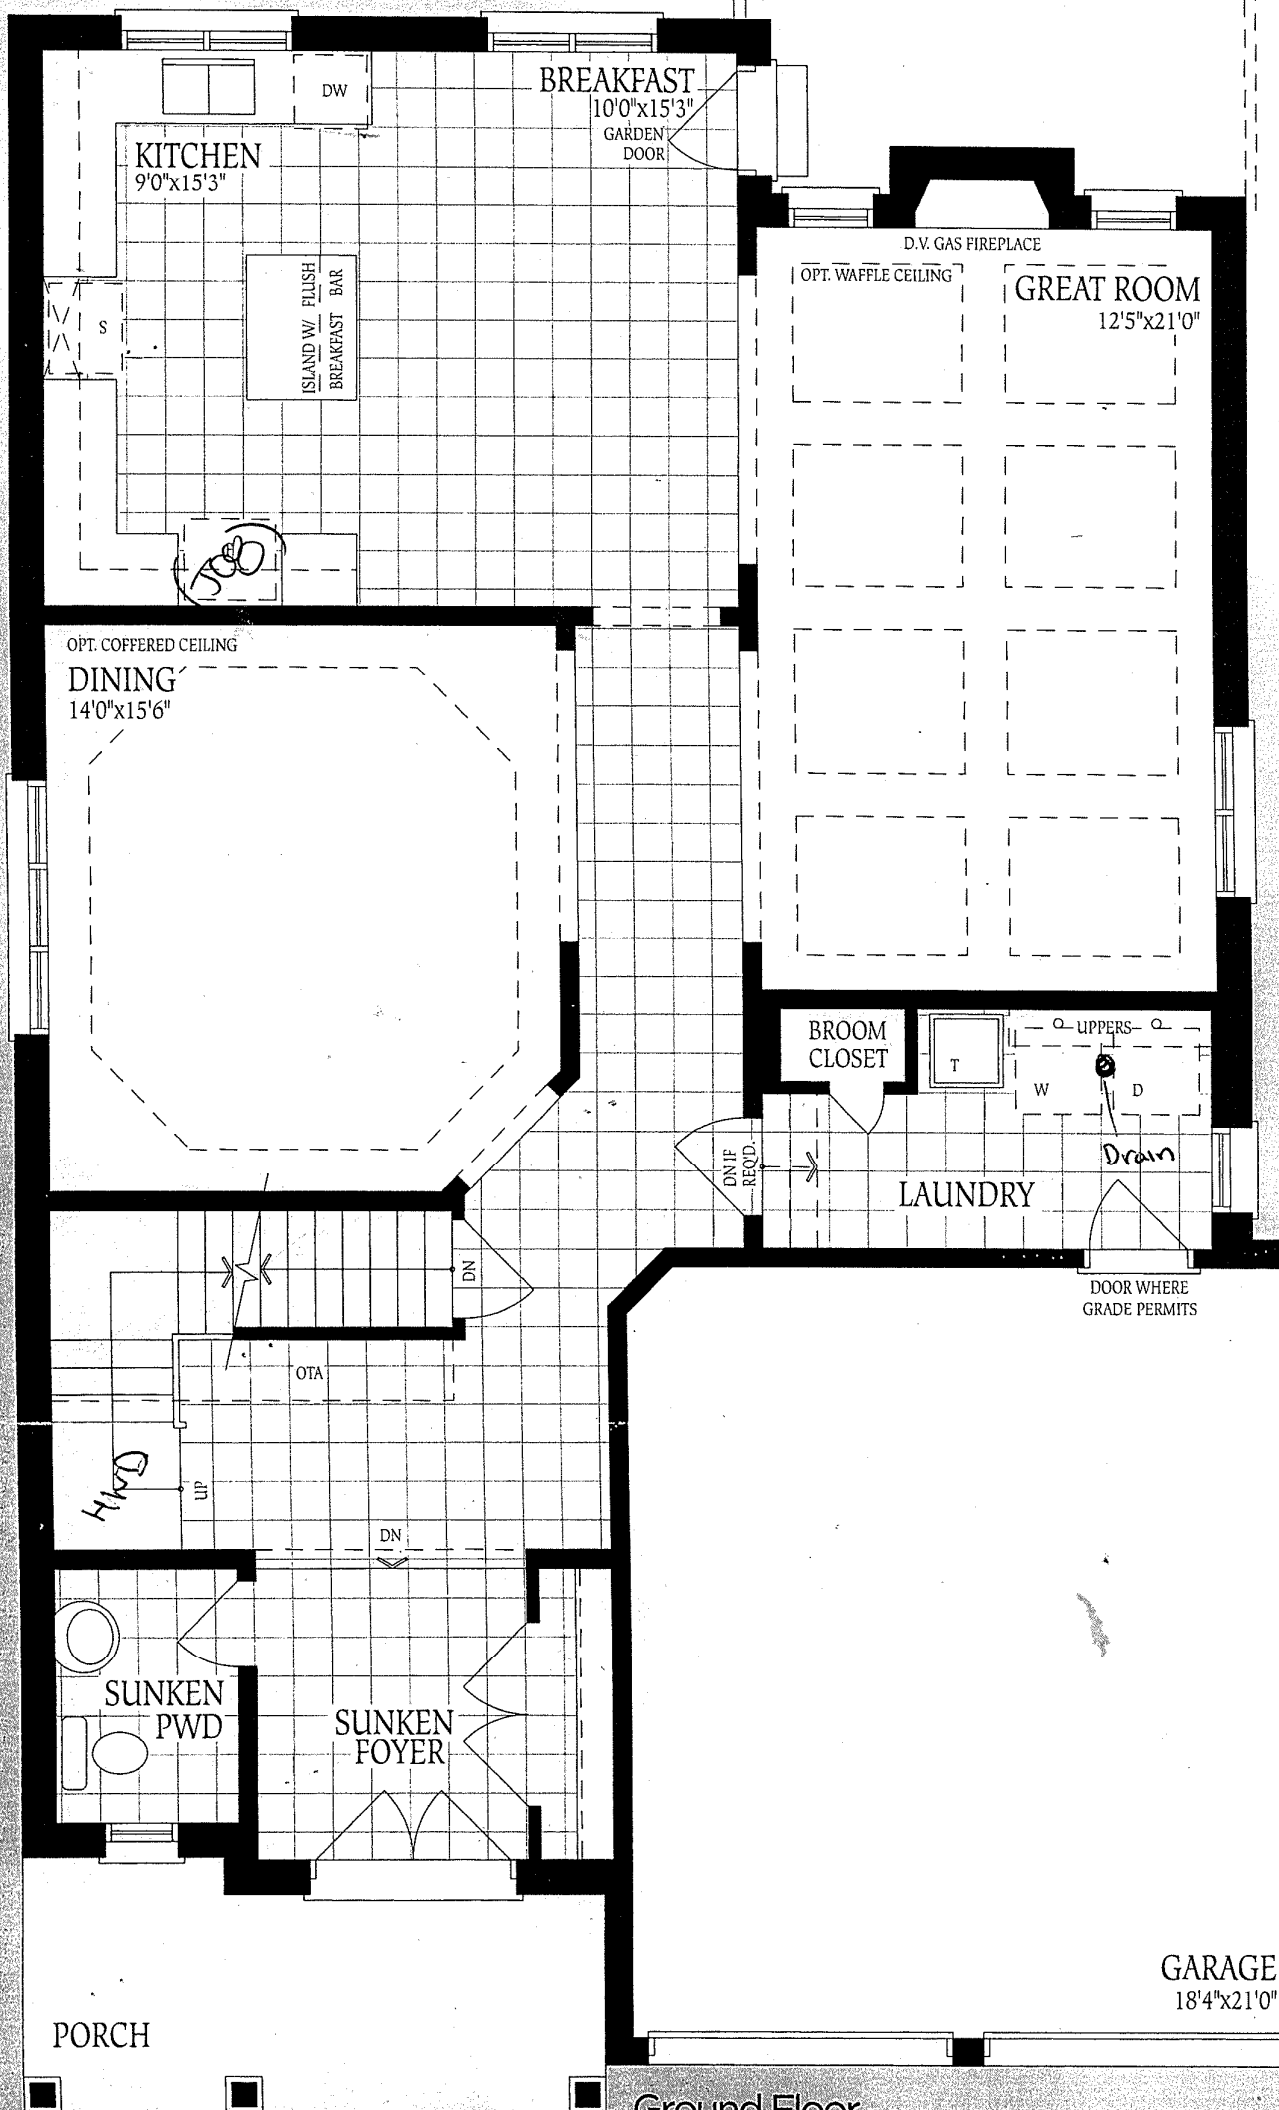 DW
BREAKFAST
10'0"x15'3"
GARDEN
DOOR
KITCHEN
9'0"x15'3"
D.V. GAS FIREPLACE
OPT. WAFFLE CEILING
GREAT ROOM
12'5"x21'0"
S
ISLAND W/ FLUSH
BREAKFAST BAR
OPT. COFFERED CEILING
DINING
14'0"x15'6"
BROOM
CLOSET
UPPERS
T
W
D
Drain
DN IF
REQ'D.
LAUNDRY
DN
DOOR WHERE
GRADE PERMITS
OTA
UP
DN
SUNKEN
PWD
SUNKEN
FOYER
GARAGE
18'4"x21'0"
PORCH
Ground Floor